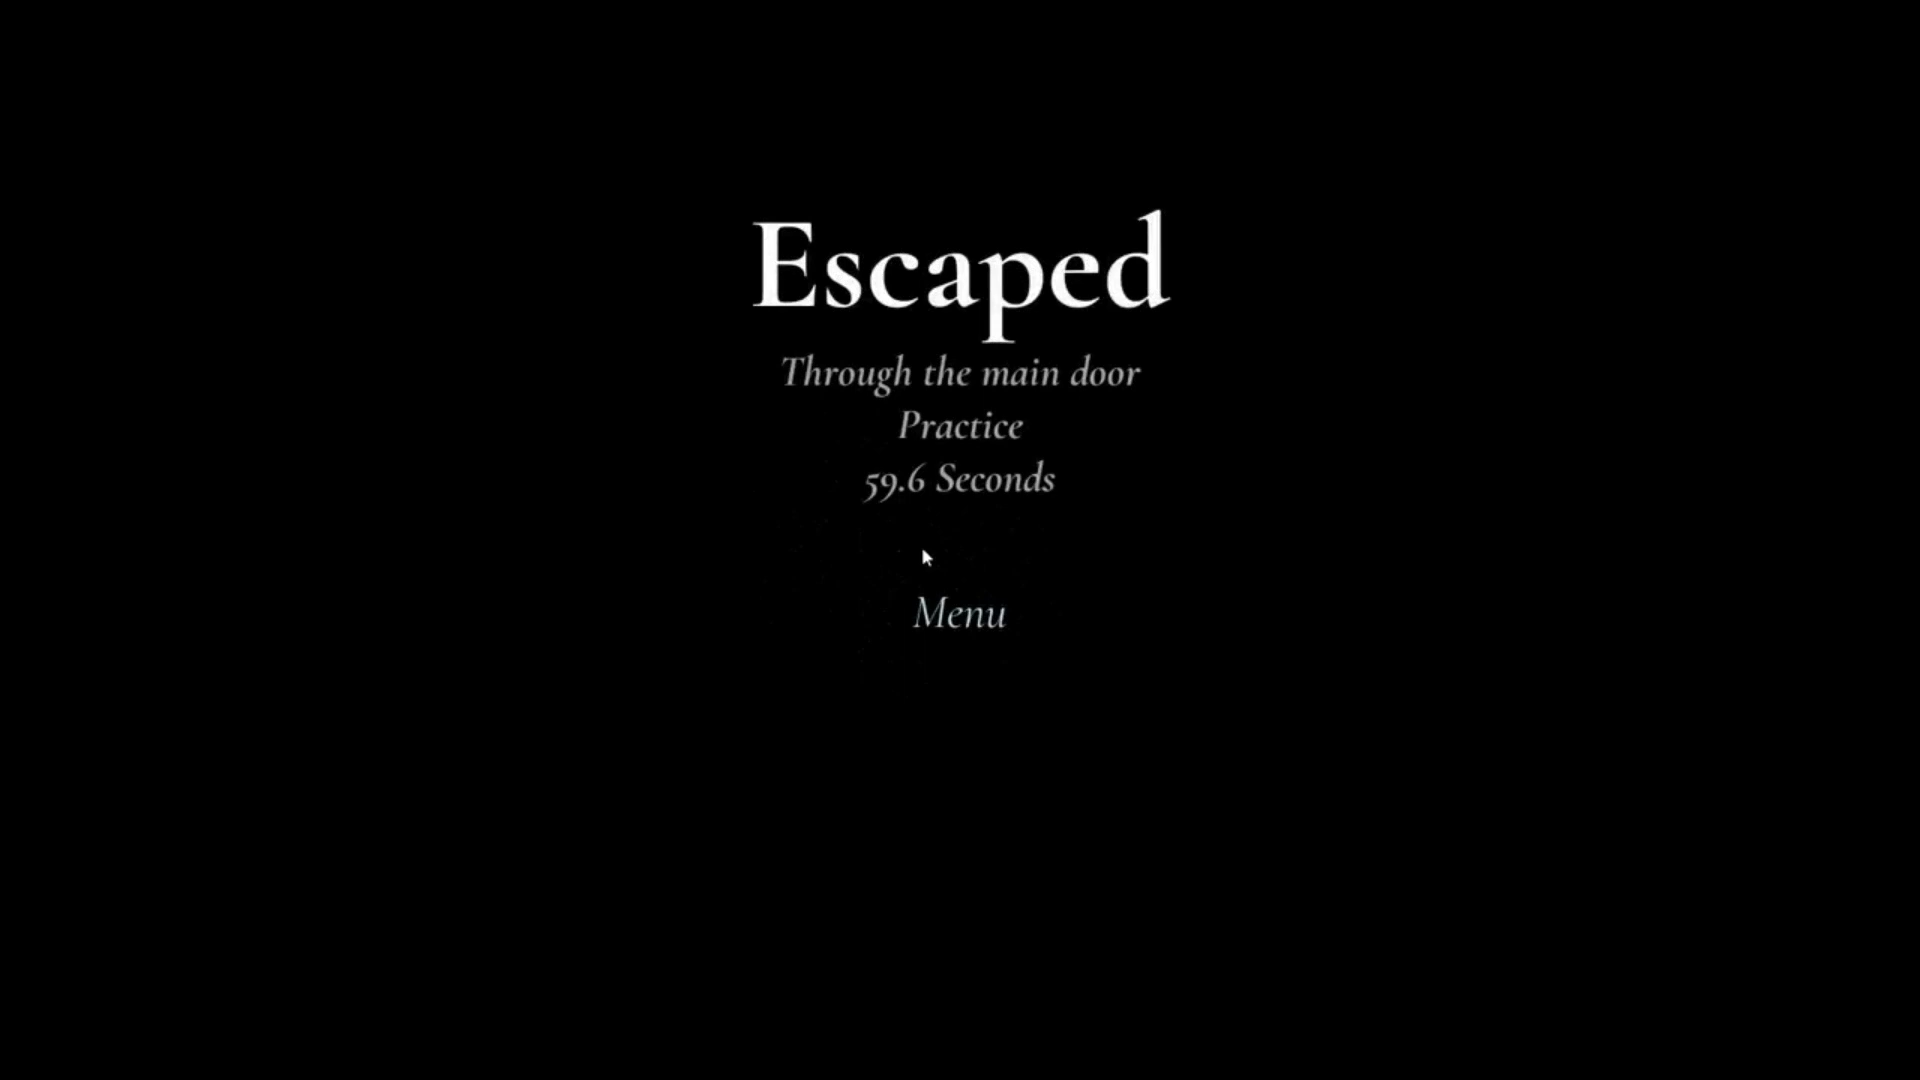 Escaped
Through the main door
Practice
59.6 Seconds
Menu